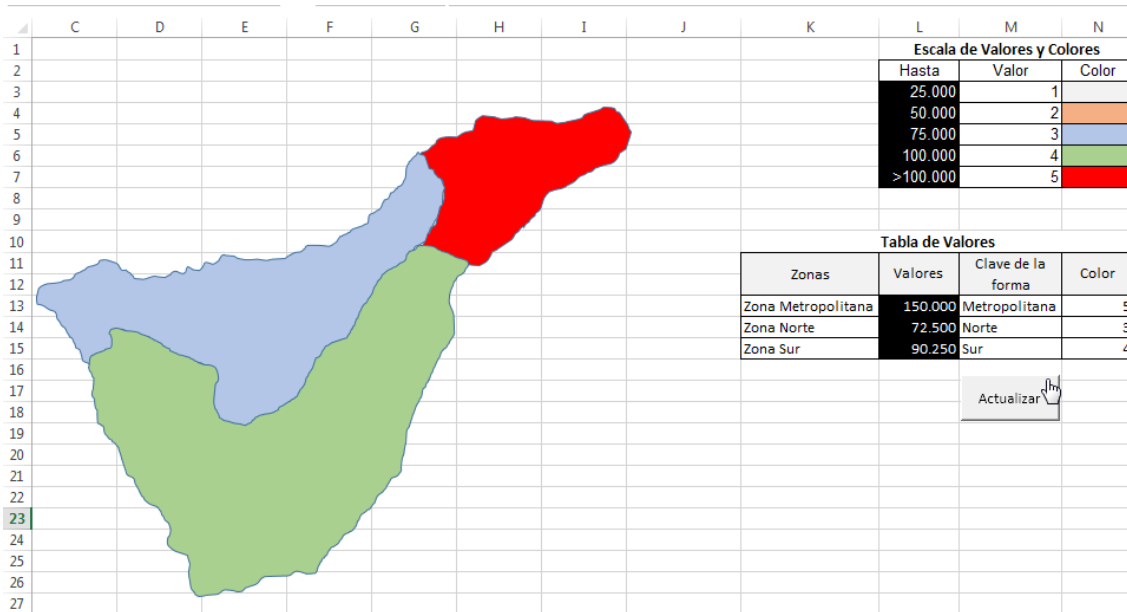 C D E F G H I J K L M N
1 Escala de Valores y Colores
2 Hasta Valor Color
3 25.000 1
4 50.000 2
5 75.000 3
6 100.000 4
7 >100.000 5
8
9
10 Tabla de Valores
11 Zonas Valores Clave de la forma Color
12
13 Zona Metropolitana 150.000 Metropolitana 5
14 Zona Norte 72.500 Norte 3
15 Zona Sur 90.250 Sur 4
16
17 Actualizar
18
19
20
21
22
23
24
25
26
27